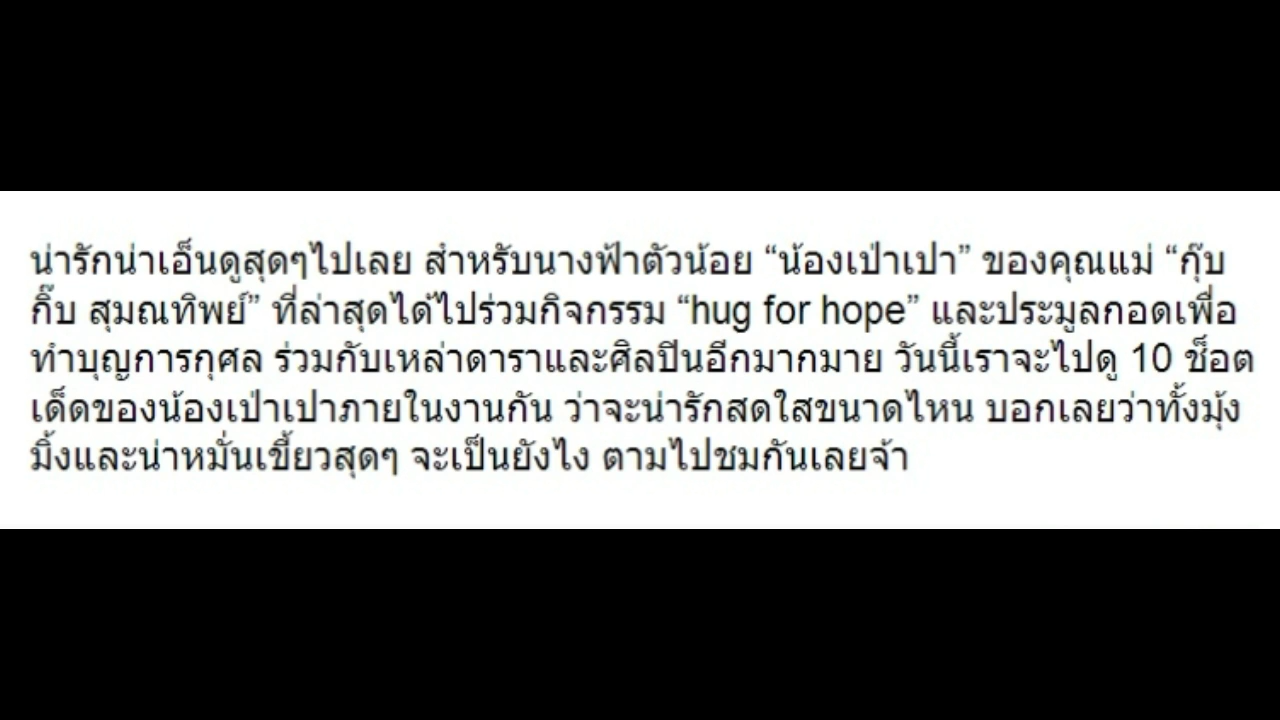 น่ารักน่าเอ็นดูสุดๆไปเลย สำหรับนางฟ้าตัวน้อย “น้องเป่าเปา” ของคุณแม่ “กุ๊บ
กิ๊บ สุมณทิพย์” ที่ล่าสุดได้ไปร่วมกิจกรรม “hug for hope” และประมูลกอดเพื่อ
ทำบุญการกุศล ร่วมกับเหล่าดาราและศิลปินอีกมากมาย วันนี้เราจะไปดู 10 ช็อต
เด็ดของน้องเป่าเปาภายในงานกัน ว่าจะน่ารักสดใสขนาดไหน บอกเลยว่าทั้งมุ้ง
มิ้งและน่าหมั่นเขี้ยวสุดๆ จะเป็นยังไง ตามไปชมกันเลยจ้า